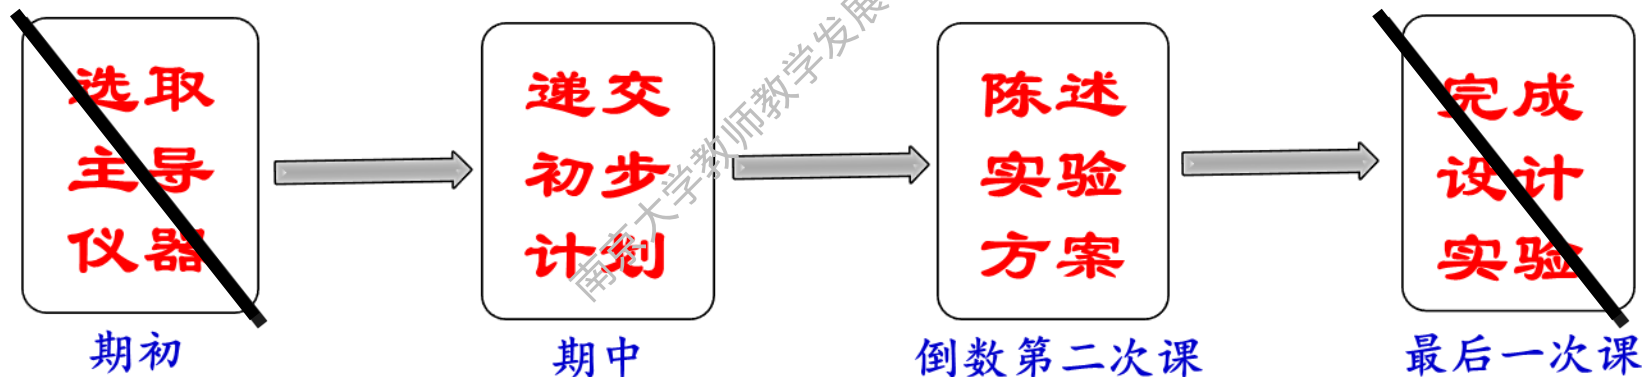 选取
主导
仪器
期初
递交
初步
计划
期中
陈述
实验
方案
倒数第二次课
完成
设计
实验
最后一次课
南京大学教师教学发展